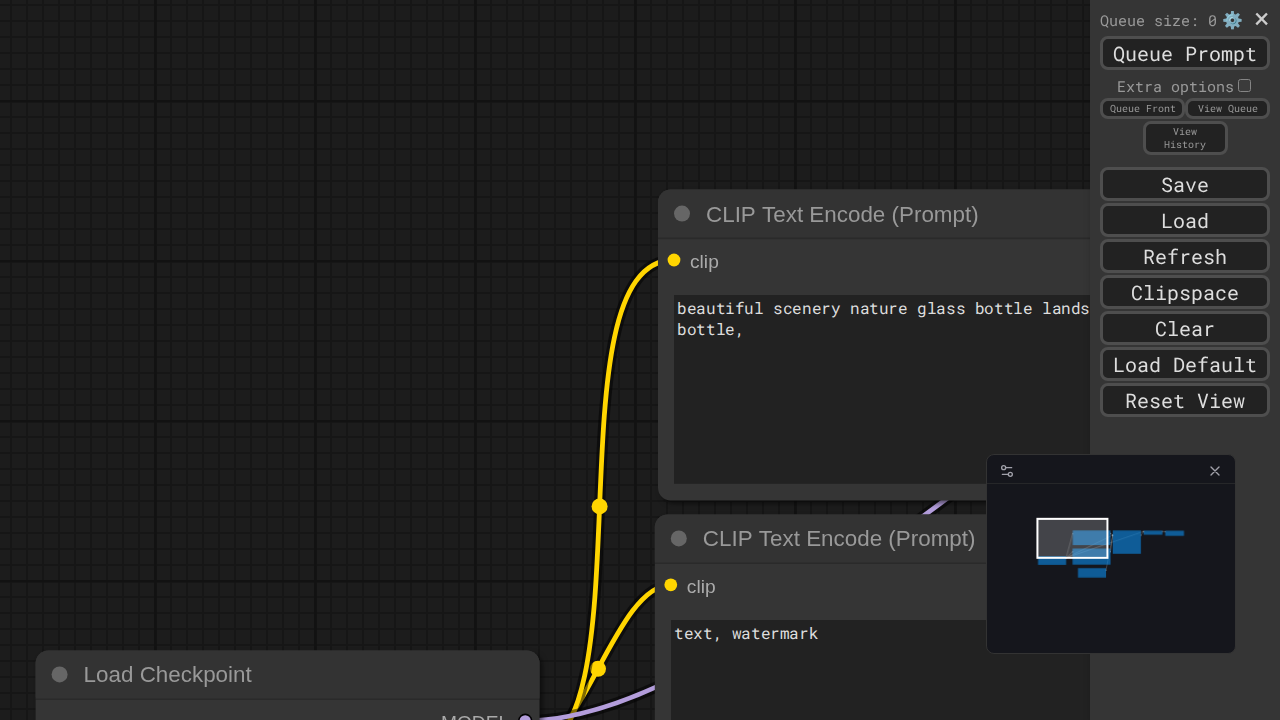 Queue size: 0
Queue Prompt
Extra options
Queue Front
View Queue
View
History
Save
Load
Refresh
Clipspace
Clear
Load Default
Reset View
CLIP Text Encode (Prompt)
clip
beautiful scenery nature glass bottle lands
bottle,
CLIP Text Encode (Prompt)
clip
text, watermark
Load Checkpoint
MODEL